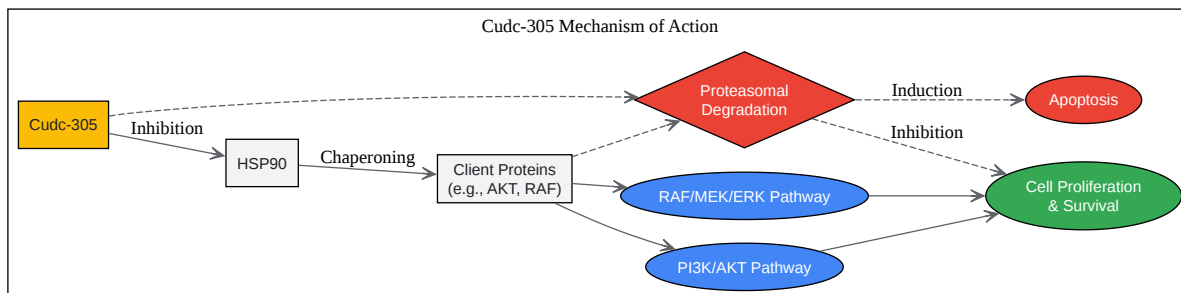 Cudc-305 Mechanism of Action
Cudc-305
Inhibition
HSP90
Chaperoning
Client Proteins
(e.g., AKT, RAF)
Proteasomal
Degradation
Induction
Apoptosis
Inhibition
RAF/MEK/ERK Pathway
PI3K/AKT Pathway
Cell Proliferation
& Survival